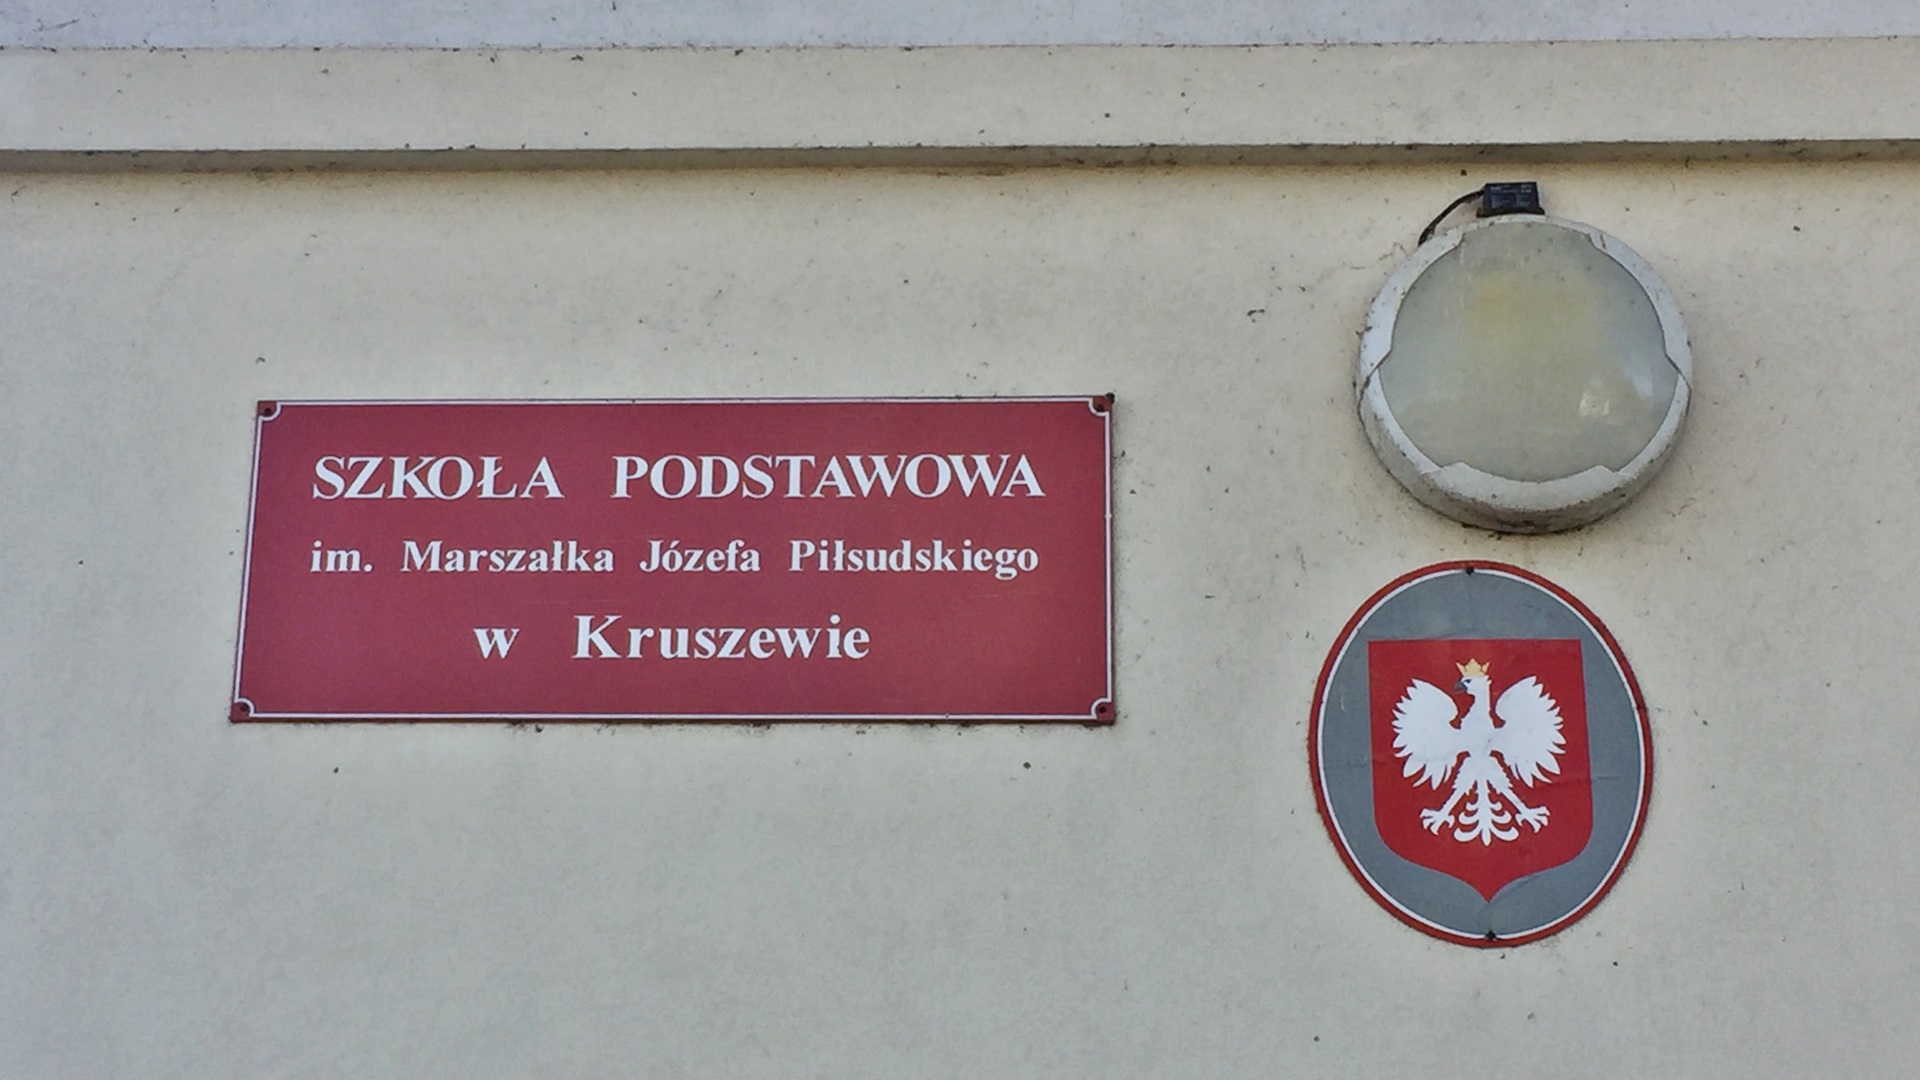 SZKOŁA PODSTAWOWA
im. Marszałka Józefa Piłsudskiego
w Kruszewie